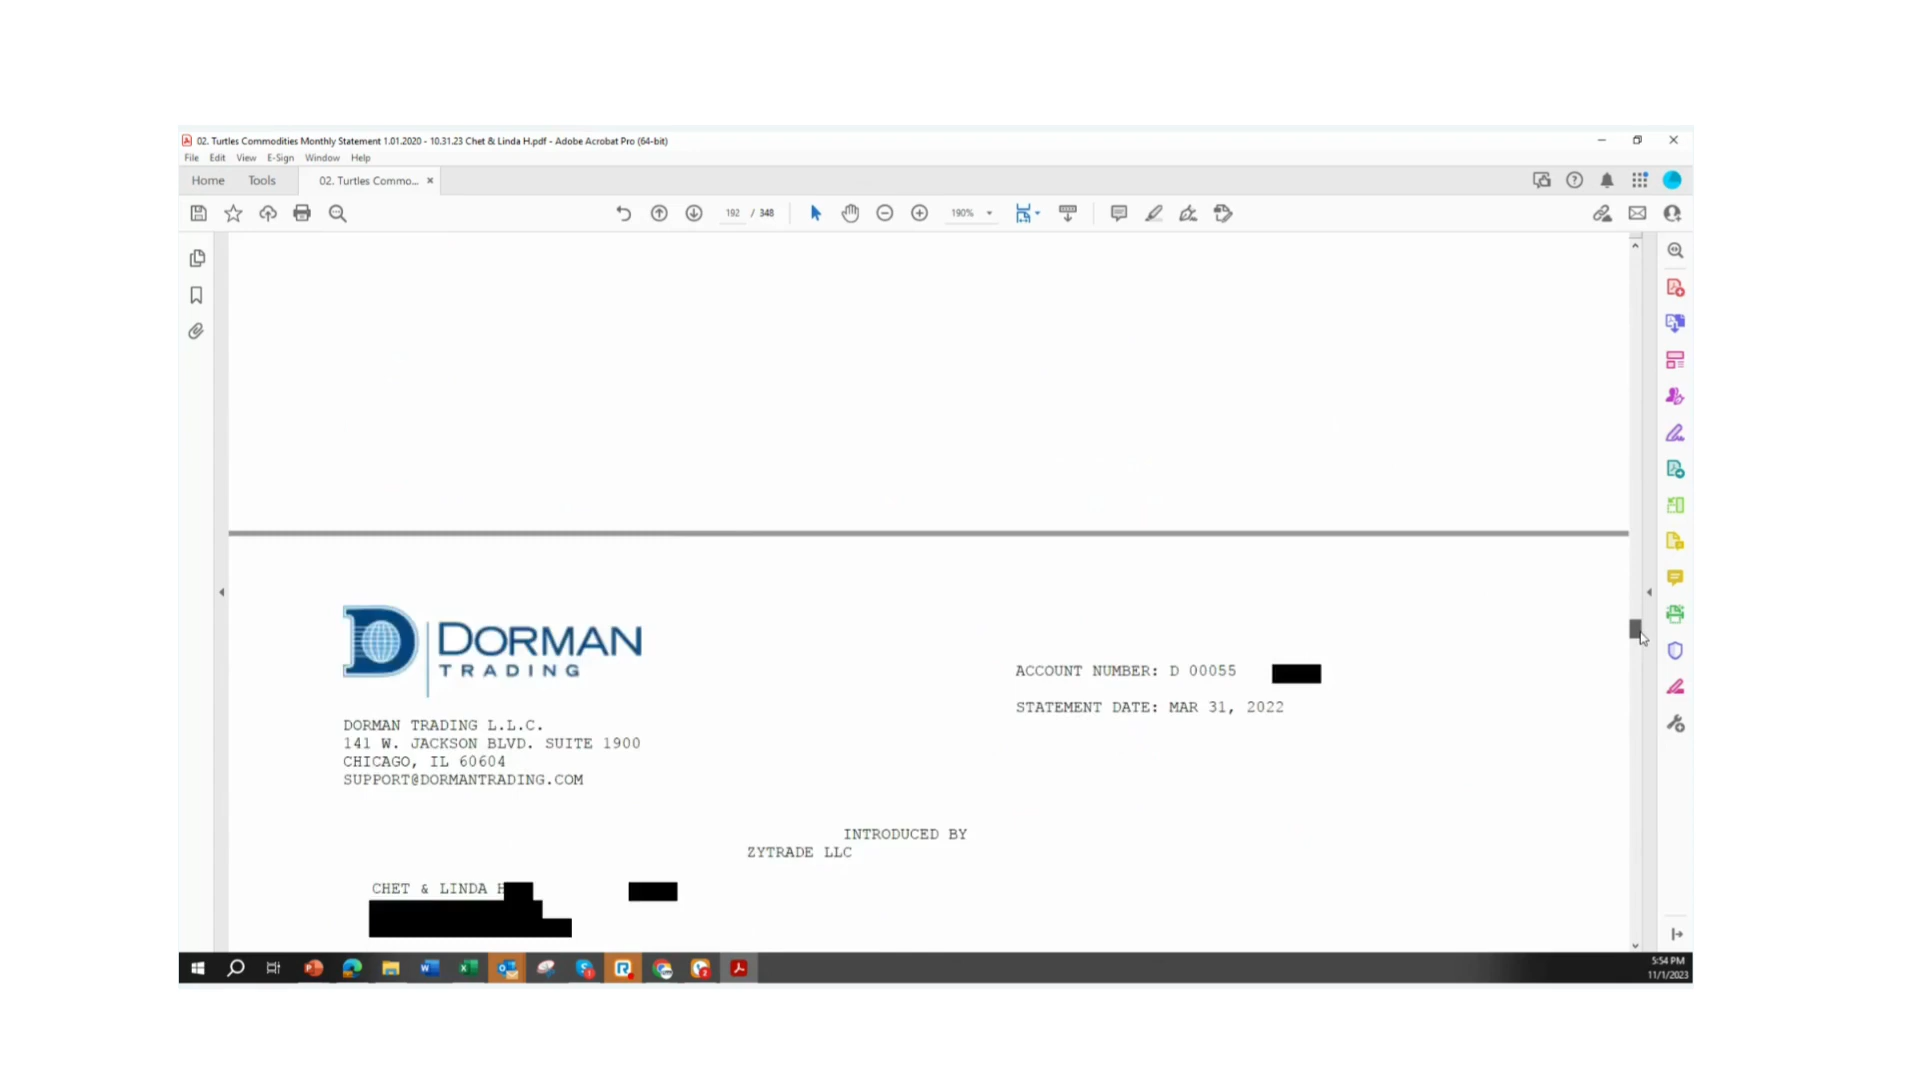 02. Turtles Commodities Monthly Statement 1.01.2020 - 10.31.23 Chet & Linda H.pdf - Adobe Acrobat Pro (64-bit)
File Edit View E-Sign Window Help
Home Tools 02. Turtles Commo... ×
192 / 348 190%
DORMAN
TRADING
ACCOUNT NUMBER: D 00055
STATEMENT DATE: MAR 31, 2022
DORMAN TRADING L.L.C.
141 W. JACKSON BLVD. SUITE 1900
CHICAGO, IL 60604
SUPPORT@DORMANTRADING.COM
INTRODUCED BY
ZYTRADE LLC
CHET & LINDA H
5:54 PM
11/1/2023